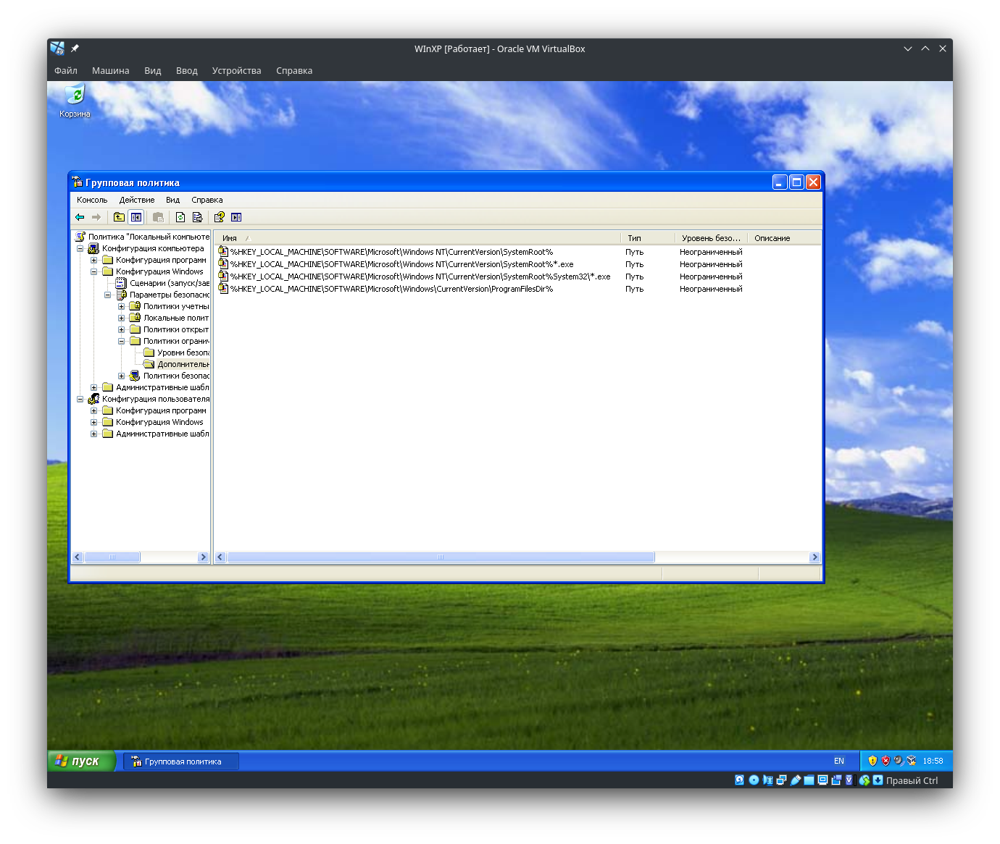 WInXP [Работает] - Oracle VM VirtualBox
Файл Машина Вид Ввод Устройства Справка
Корзина
Групповая политика
Консоль Действие Вид Справка
Политика "Локальный компьюте
Конфигурация компьютера
Конфигурация программ
Конфигурация Windows
Сценарии (запуск/зав
Параметры безопасно
Политики учетны
Локальные полит
Политики открыт
Политики огранич
Уровни безопа
Дополнительн
Политики безопас
Административные шабл
Конфигурация пользователя
Конфигурация программ
Конфигурация Windows
Административные шабл
Имя Тип Уровень безо... Описание
%HKEY_LOCAL_MACHINE\SOFTWARE\Microsoft\Windows NT\CurrentVersion\SystemRoot% Путь Неограниченный
%HKEY_LOCAL_MACHINE\SOFTWARE\Microsoft\Windows NT\CurrentVersion\SystemRoot%*.exe Путь Неограниченный
%HKEY_LOCAL_MACHINE\SOFTWARE\Microsoft\Windows NT\CurrentVersion\SystemRoot%System32\*.exe Путь Неограниченный
%HKEY_LOCAL_MACHINE\SOFTWARE\Microsoft\Windows\CurrentVersion\ProgramFilesDir% Путь Неограниченный
пуск Групповая политика EN 18:58
Правый Ctrl